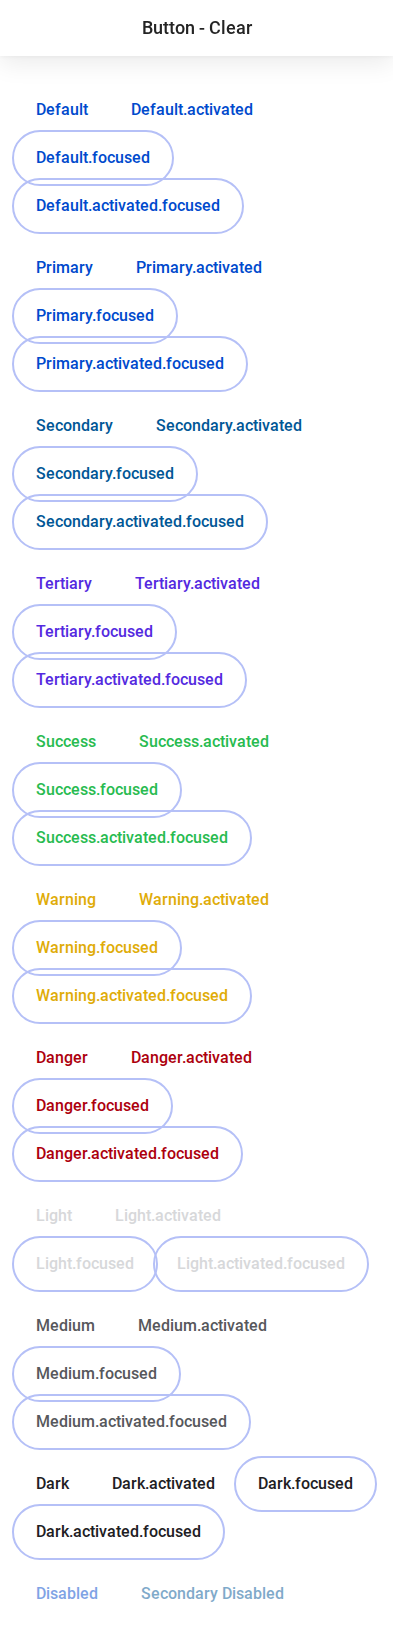 Button - Clear
Default Default.activated
Default.focused
Default.activated.focused
Primary Primary.activated
Primary.focused
Primary.activated.focused
Secondary Secondary.activated
Secondary.focused
Secondary.activated.focused
Tertiary Tertiary.activated
Tertiary.focused
Tertiary.activated.focused
Success Success.activated
Success.focused
Success.activated.focused
Warning Warning.activated
Warning.focused
Warning.activated.focused
Danger Danger.activated
Danger.focused
Danger.activated.focused
Light Light.activated
Light.focused Light.activated.focused
Medium Medium.activated
Medium.focused
Medium.activated.focused
Dark Dark.activated Dark.focused
Dark.activated.focused
Disabled Secondary Disabled